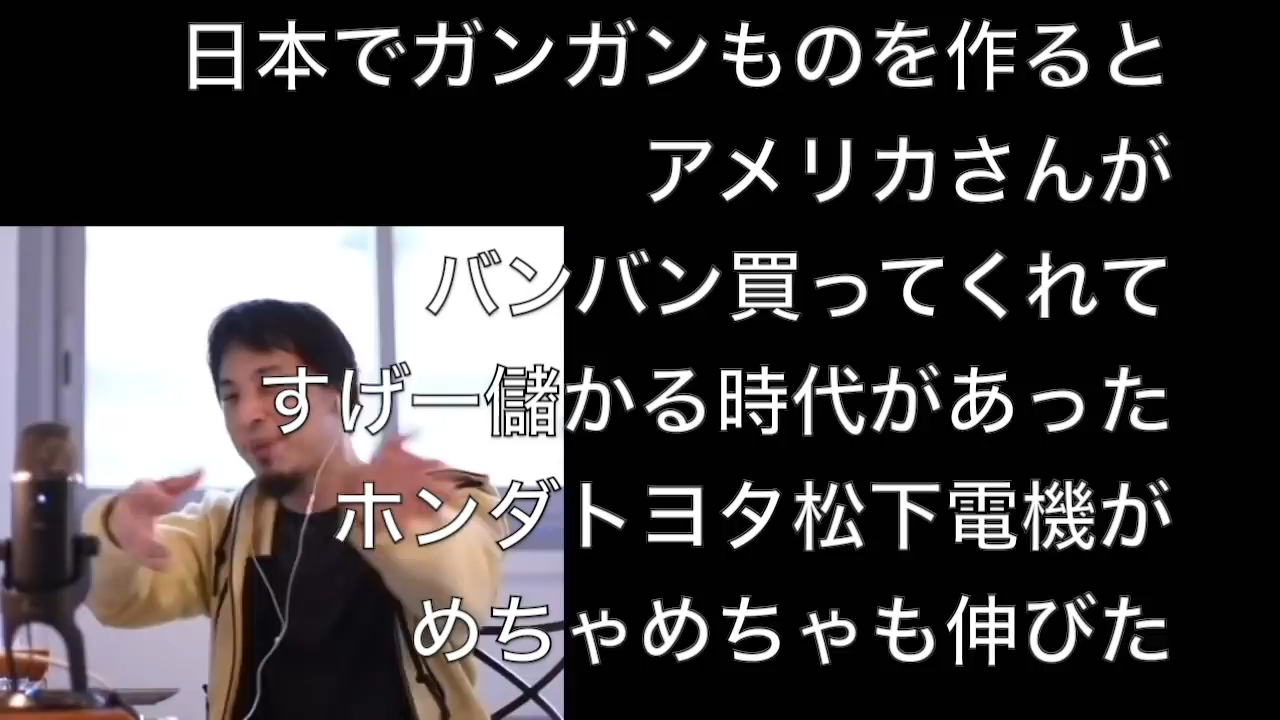 日本でガンガンものを作ると
アメリカさんが
バンバン買ってくれて
すげー儲かる時代があった
ホンダトヨタ松下電機が
めちゃめちゃも伸びた